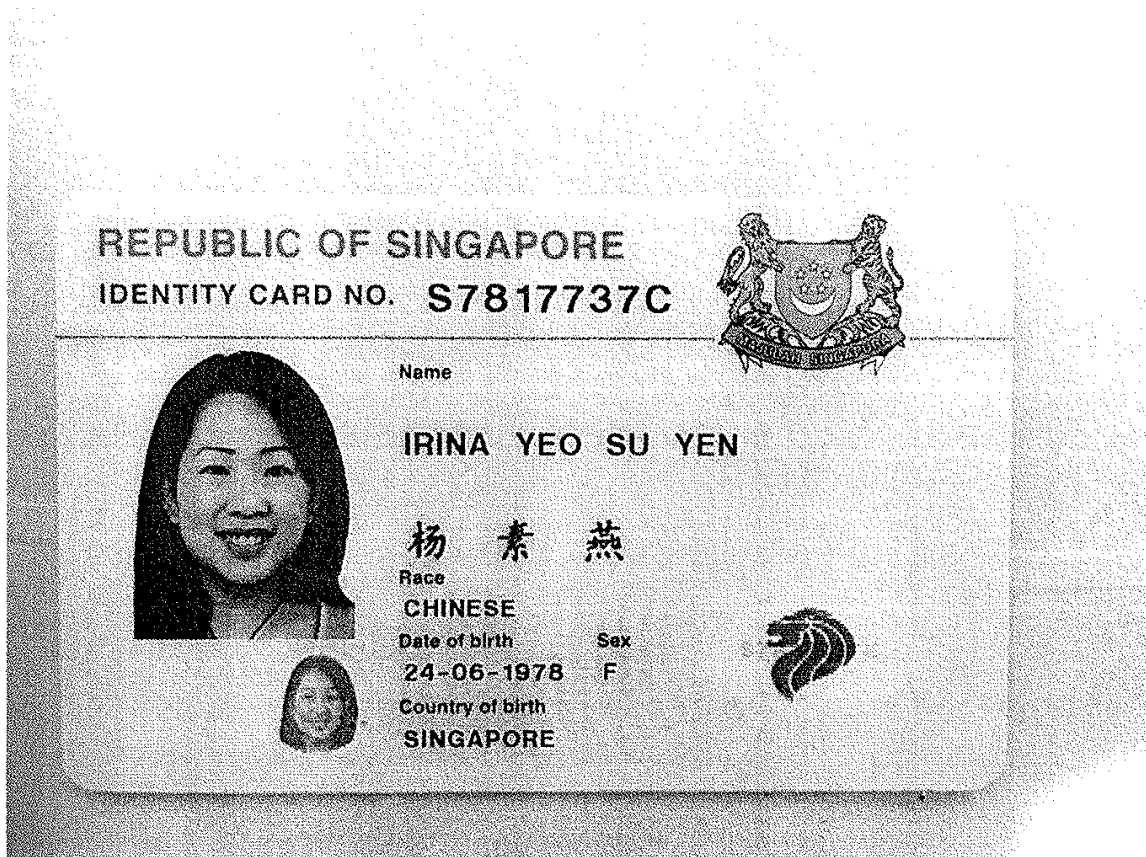 REPUBLIC OF SINGAPORE
IDENTITY CARD NO. S7817737C
Name
IRINA YEO SU YEN
杨 素 燕
Race
CHINESE
Date of birth Sex
24-06-1978 F
Country of birth
SINGAPORE